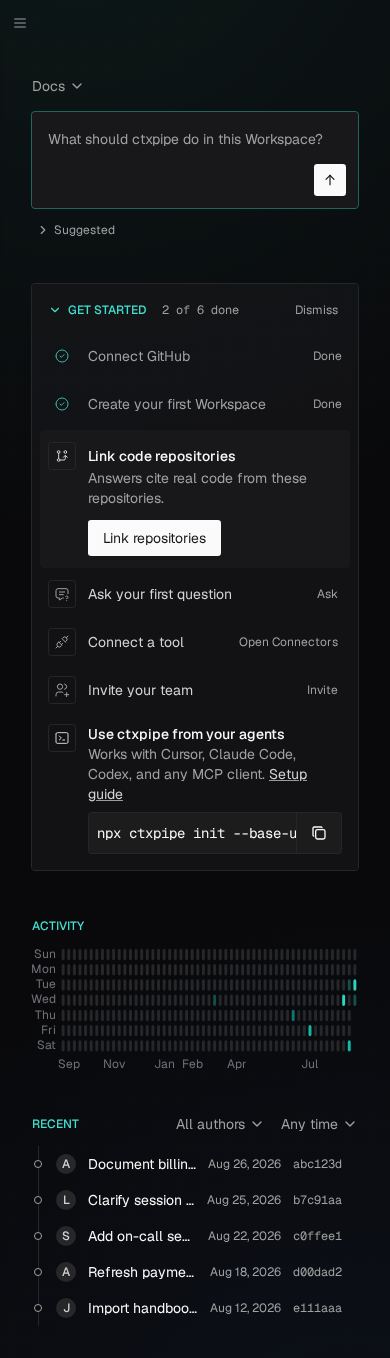 Docs
What should ctxpipe do in this Workspace?
Suggested
GET STARTED 2 of 6 done Dismiss
Connect GitHub Done
Create your first Workspace Done
Link code repositories
Answers cite real code from these
repositories.
Link repositories
Ask your first question Ask
Connect a tool Open Connectors
Invite your team Invite
Use ctxpipe from your agents
Works with Cursor, Claude Code,
Codex, and any MCP client. Setup
guide
npx ctxpipe init --base-u
ACTIVITY
Sun
Mon
Tue
Wed
Thu
Fri
Sat
Sep Nov Jan Feb Apr Jul
RECENT All authors Any time
A Document billin... Aug 26, 2026 abc123d
L Clarify session ... Aug 25, 2026 b7c91aa
S Add on-call se... Aug 22, 2026 c0ffee1
A Refresh payme... Aug 18, 2026 d00dad2
J Import handboo... Aug 12, 2026 e111aaa